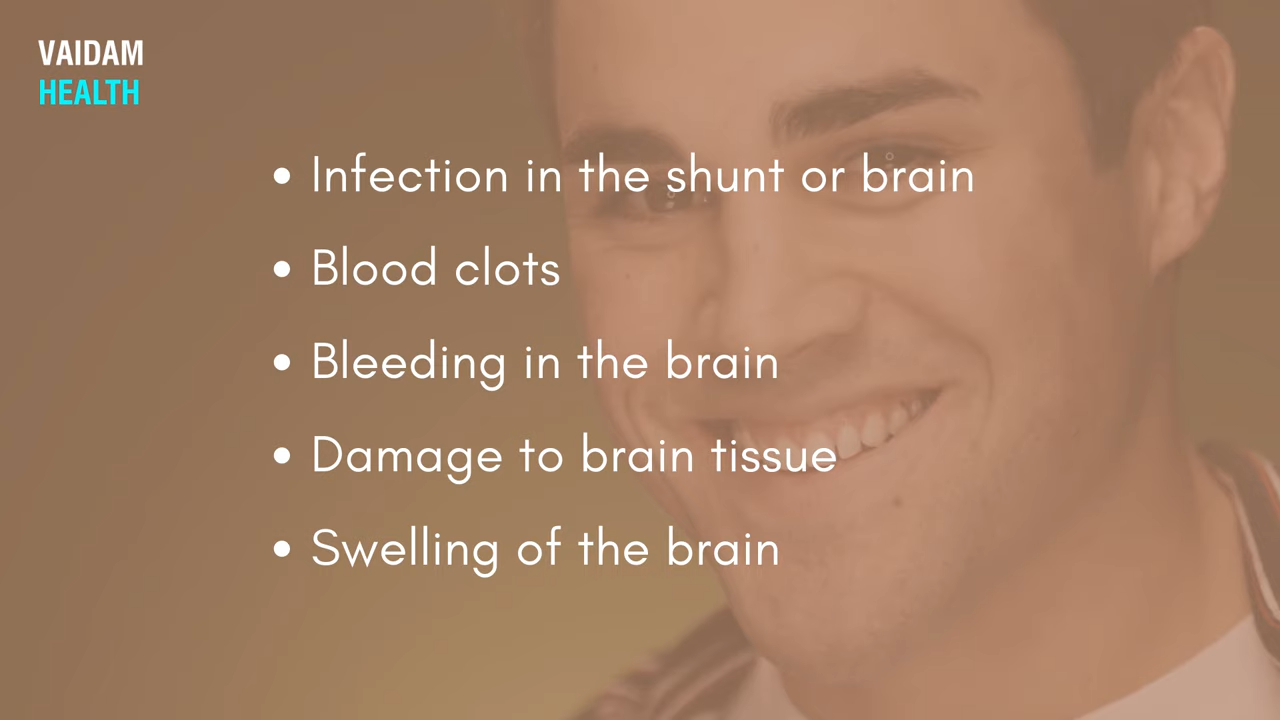 VAIDAM
HEALTH
• Infection in the shunt or brain
• Blood clots
• Bleeding in the brain
• Damage to brain tissue
• Swelling of the brain